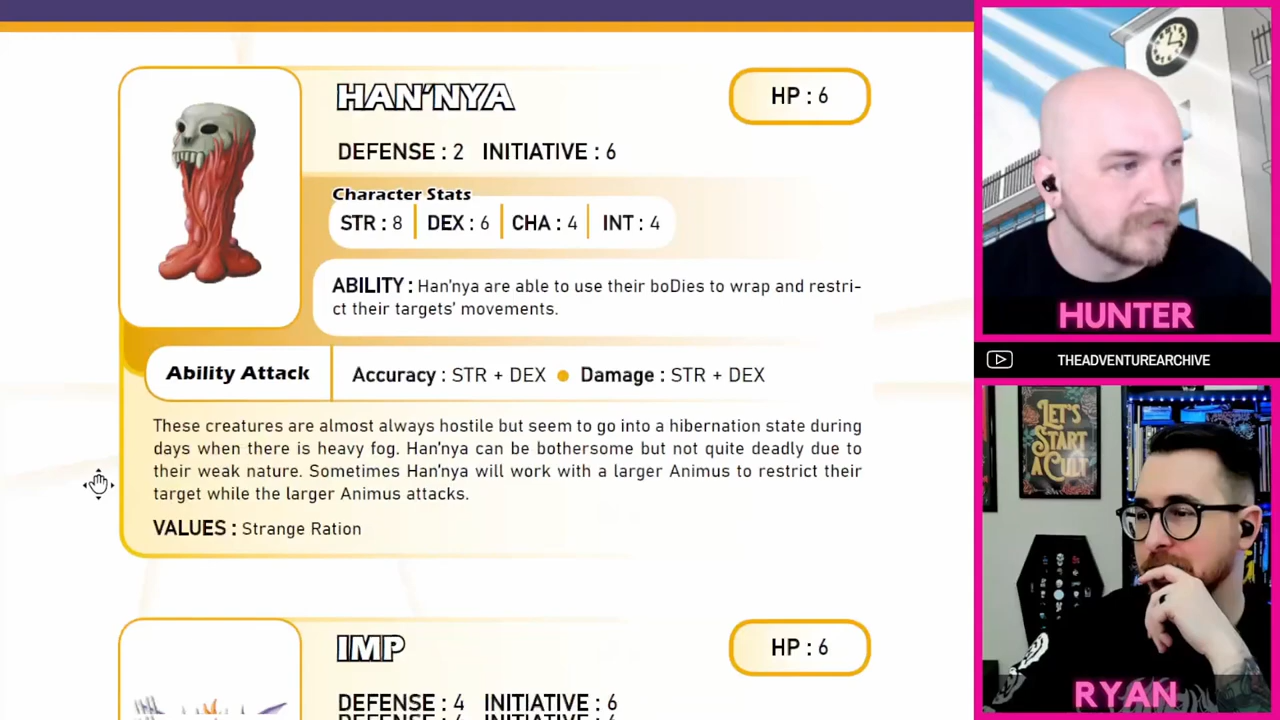 HAN'NYA
HP : 6
DEFENSE : 2 INITIATIVE : 6
Character Stats
STR : 8 DEX : 6 CHA : 4 INT : 4
ABILITY : Han'nya are able to use their boDies to wrap and restri-
ct their targets' movements.
Ability Attack
Accuracy : STR + DEX Damage : STR + DEX
These creatures are almost always hostile but seem to go into a hibernation state during
days when there is heavy fog. Han'nya can be bothersome but not quite deadly due to
their weak nature. Sometimes Han'nya will work with a larger Animus to restrict their
target while the larger Animus attacks.
VALUES : Strange Ration
IMP
HP : 6
DEFENSE : 4 INITIATIVE : 6
HUNTER
THEADVENTUREARCHIVE
LET'S
START
A CULT
RYAN